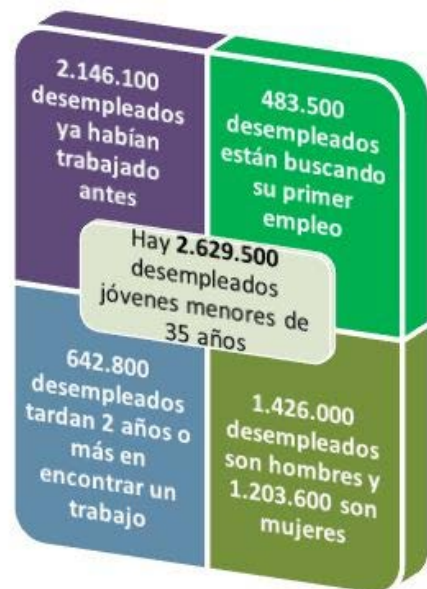 2.146.100
desempleados
ya habían
trabajado
antes
483.500
desempleados
están buscando
su primer
empleo
Hay 2.629.500
desempleados
jóvenes menores de
35 años
642.800
desempleados
tardan 2 años o
más en
encontrar un
trabajo
1.426.000
desempleados
son hombres y
1.203.600 son
mujeres